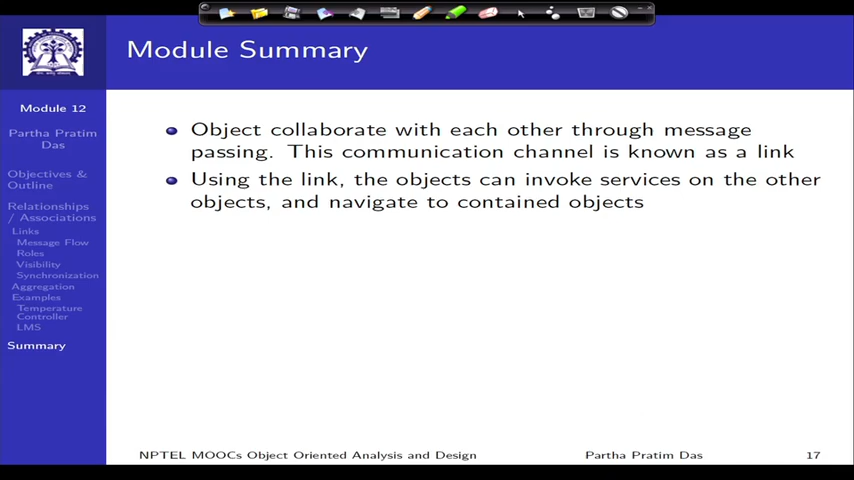 Module Summary
Module 12
Partha Pratim
Das
Objectives &
Outline
Relationships
/ Associations
Links
Message Flow
Roles
Visibility
Synchronization
Aggregation
Examples
Temperature
Controller
LMS
Summary
Object collaborate with each other through message
passing. This communication channel is known as a link
Using the link, the objects can invoke services on the other
objects, and navigate to contained objects
NPTEL MOOCs Object Oriented Analysis and Design
Partha Pratim Das
17